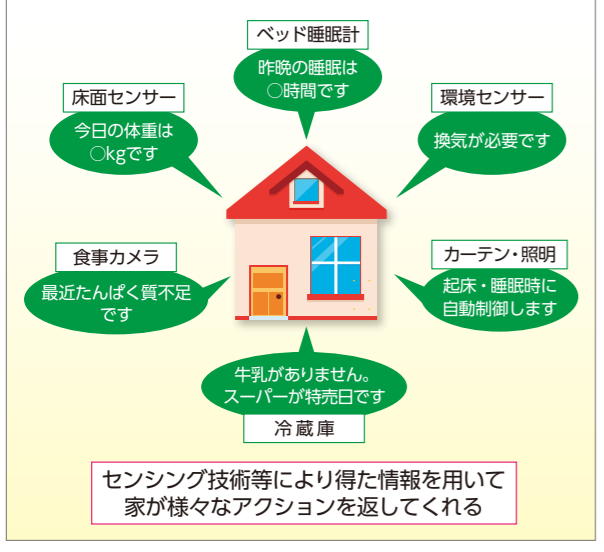 ベッド睡眠計
昨晩の睡眠は
○時間です
床面センサー
今日の体重は
○kgです
環境センサー
換気が必要です
食事カメラ
最近たんぱく質不足
です
カーテン・照明
起床・睡眠時に
自動制御します
牛乳がありません。
スーパーが特売日です
冷蔵庫
センシング技術等により得た情報を用いて
家が様々なアクションを返してくれる